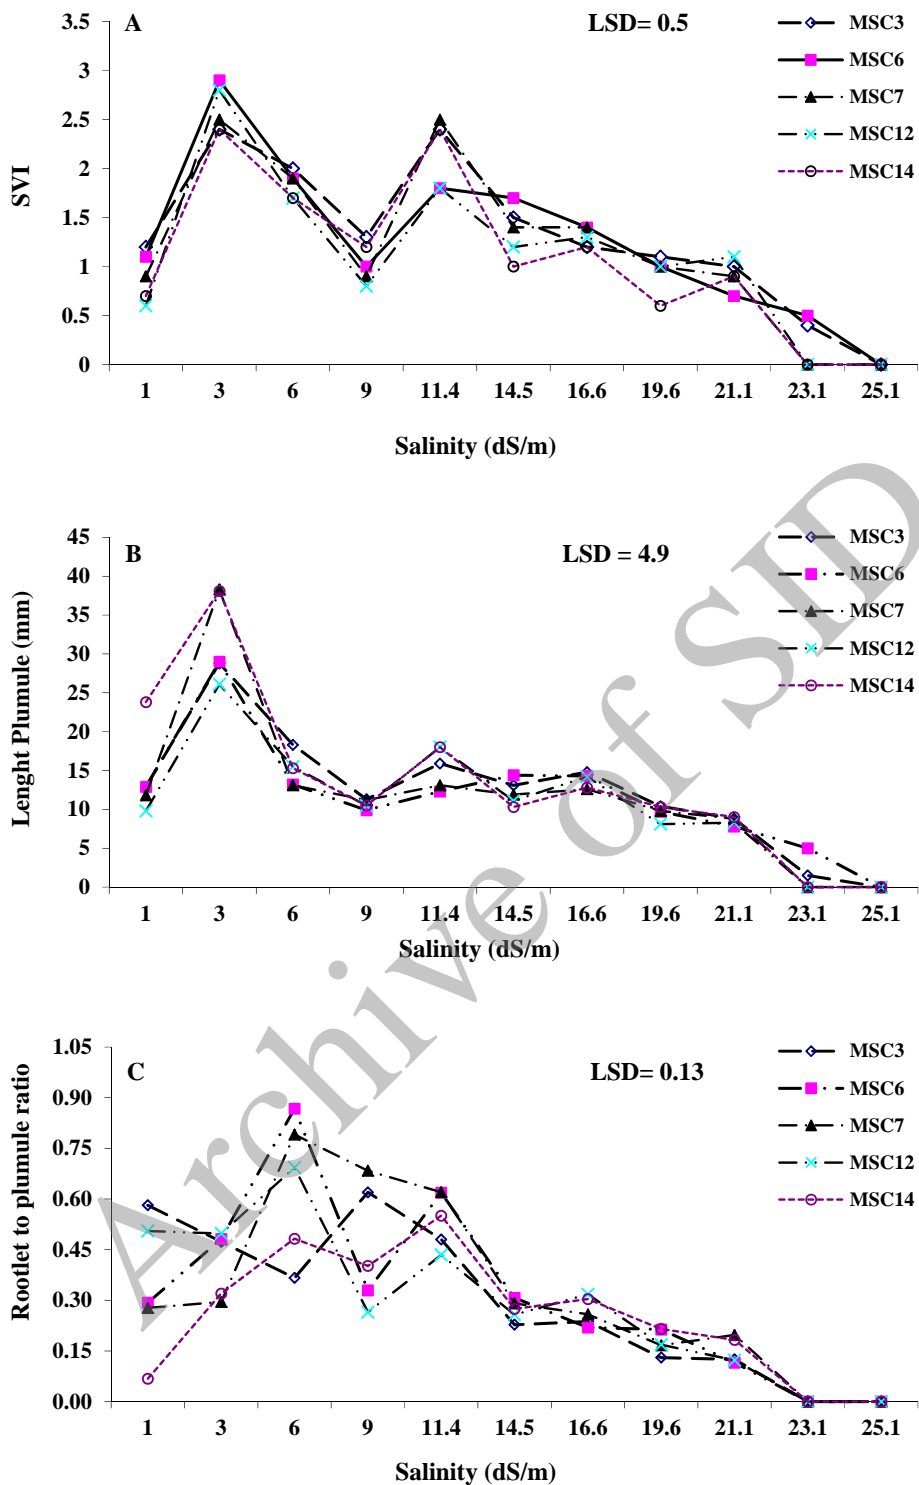 A
LSD= 0.5
MSC3
MSC6
MSC7
MSC12
MSC14
3.5
3
2.5
2
1.5
1
0.5
0
SVI
1 3 6 9 11.4 14.5 16.6 19.6 21.1 23.1 25.1
Salinity (dS/m)
B
LSD = 4.9
MSC3
MSC6
MSC7
MSC12
MSC14
45
40
35
30
25
20
15
10
5
0
Lenght Plumule (mm)
1 3 6 9 11.4 14.5 16.6 19.6 21.1 23.1 25.1
Salinity (dS/m)
C
LSD= 0.13
MSC3
MSC6
MSC7
MSC12
MSC14
1.05
0.90
0.75
0.60
0.45
0.30
0.15
0.00
Rootlet to plumule ratio
1 3 6 9 11.4 14.5 16.6 19.6 21.1 23.1 25.1
Salinity (dS/m)
Archive of SID